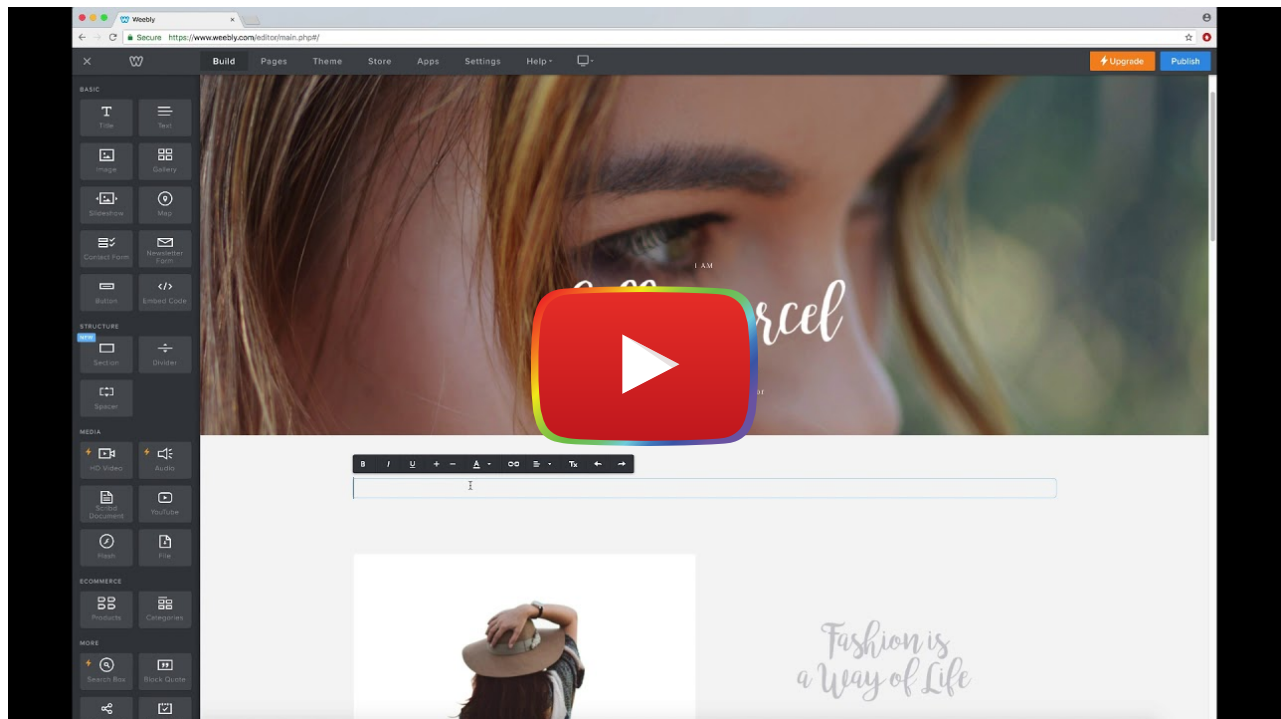 Weebly
Secure https://www.weebly.com/editor/main.php#/
Build Pages Theme Store Apps Settings Help
Upgrade Publish
BASIC
Title Text
Image Gallery
Slideshow Map
Contact Form Newsletter Form
Button Embed Code
STRUCTURE
NEW
Section Divider
Spacer
MEDIA
HD Video Audio
Scribd Document YouTube
Flash File
ECOMMERCE
Products Categories
MORE
Search Box Block Quote
I AM
B I U A Tx
Fashion is
a Way of Life